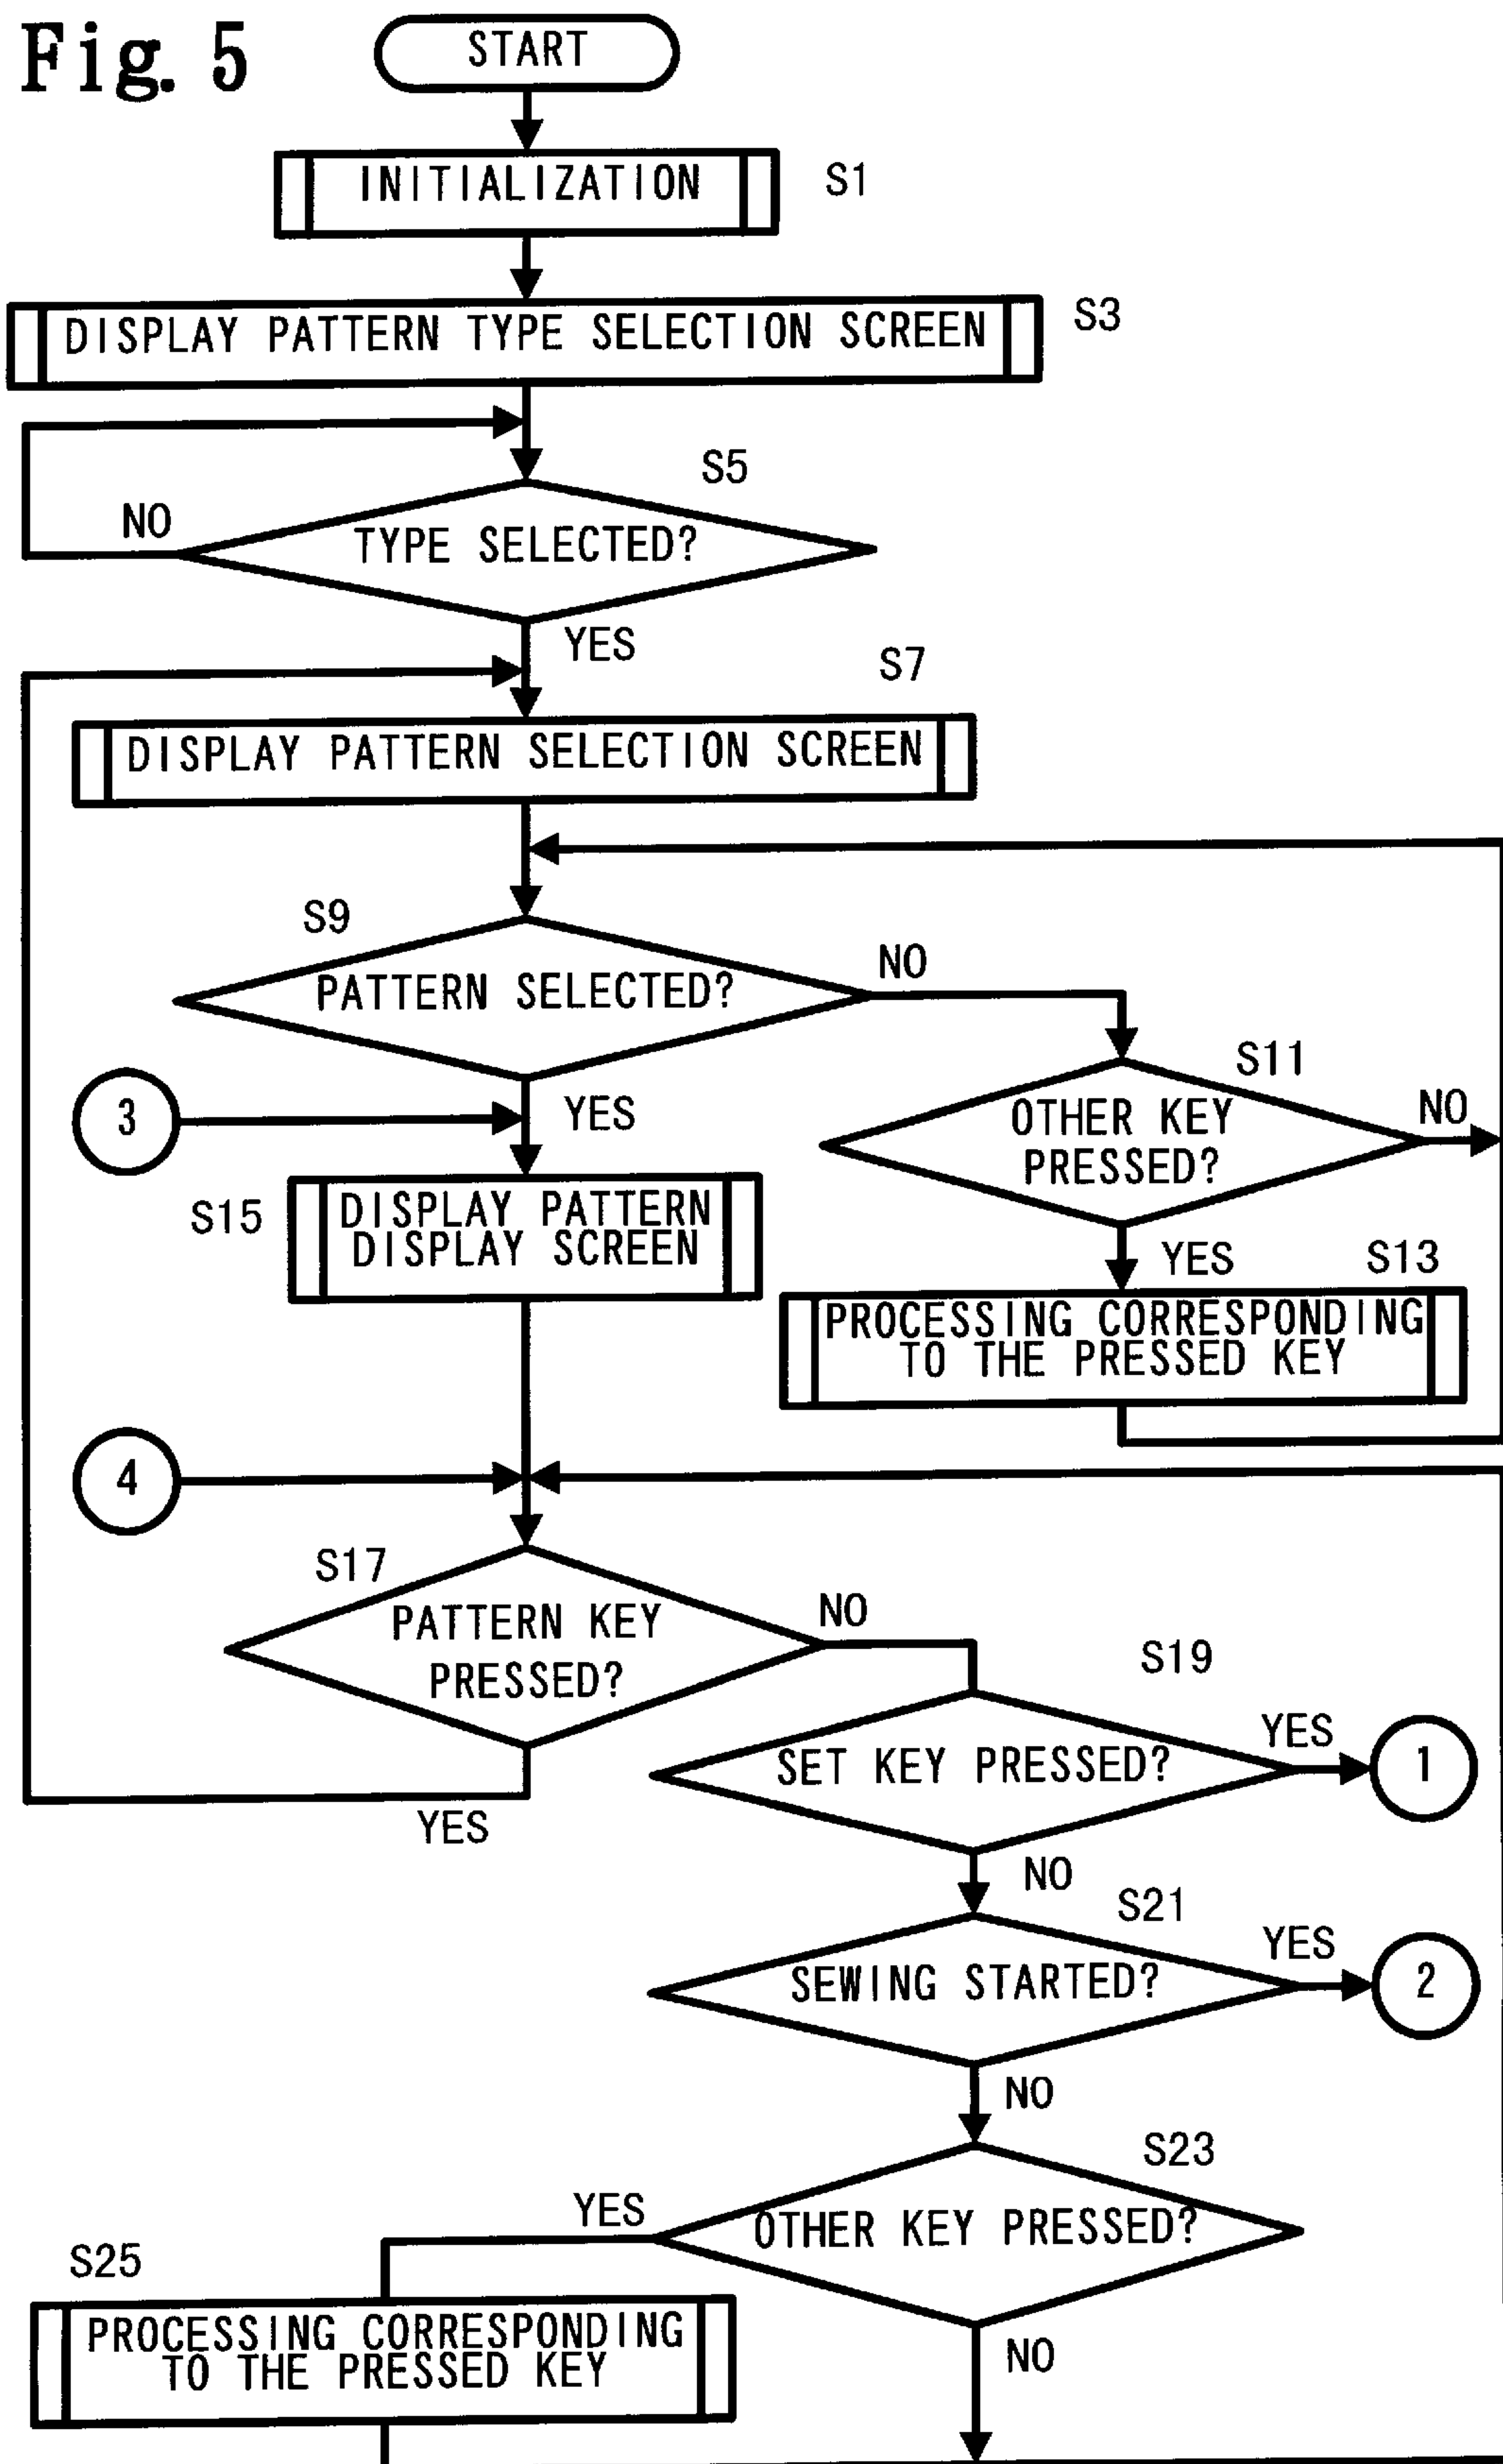 Fig. 5
START
INITIALIZATION
S1
DISPLAY PATTERN TYPE SELECTION SCREEN
S3
S5
NO
TYPE SELECTED?
YES
S7
DISPLAY PATTERN SELECTION SCREEN
S9
NO
PATTERN SELECTED?
S11
3
YES
OTHER KEY
PRESSED?
NO
S15
DISPLAY PATTERN
DISPLAY SCREEN
YES
S13
PROCESSING CORRESPONDING
TO THE PRESSED KEY
4
S17
NO
PATTERN KEY
PRESSED?
S19
YES
SET KEY PRESSED?
1
YES
NO
S21
YES
SEWING STARTED?
2
NO
S23
YES
OTHER KEY PRESSED?
S25
PROCESSING CORRESPONDING
TO THE PRESSED KEY
NO